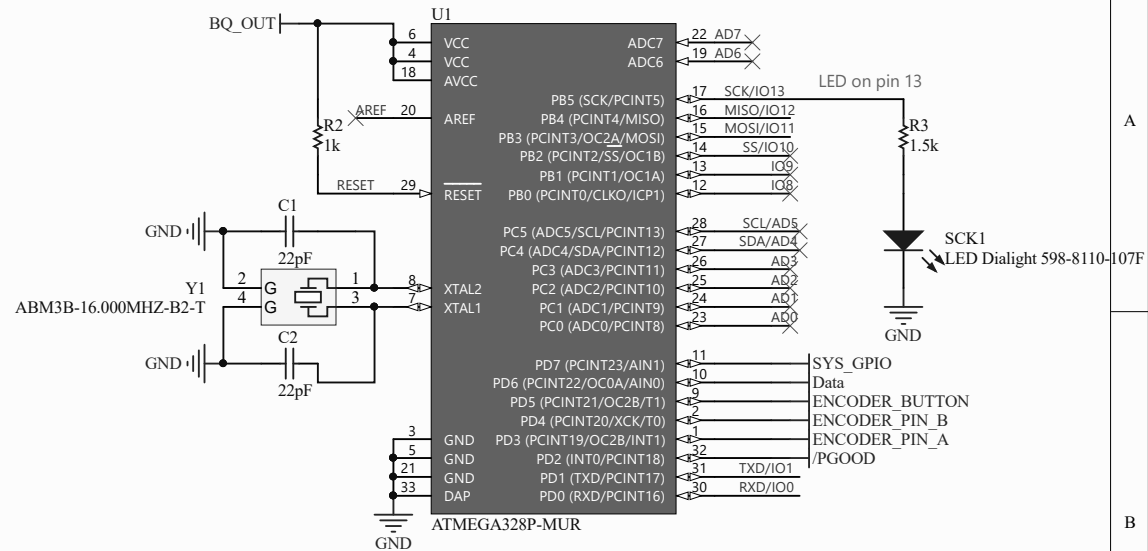 U1
BQ_OUT
6 VCC
4 VCC
18 AVCC
AREF 20 AREF
R2
1k
RESET 29 RESET
C1
GND
22pF
2 G 1 8 XTAL2
Y1
4 G 3 7 XTAL1
ABM3B-16.000MHZ-B2-T
C2
GND
22pF
3 GND
5 GND
21 GND
33 DAP
GND
ADC7 22 AD7
ADC6 19 AD6
LED on pin 13
PB5 (SCK/PCINT5) 17 SCK/IO13
PB4 (PCINT4/MISO) 16 MISO/IO12
PB3 (PCINT3/OC2A/MOSI) 15 MOSI/IO11
PB2 (PCINT2/SS/OC1B) 14 SS/IO10
PB1 (PCINT1/OC1A) 13 IO9
PB0 (PCINT0/CLKO/ICP1) 12 IO8
R3
1.5k
PC5 (ADC5/SCL/PCINT13) 28 SCL/AD5
PC4 (ADC4/SDA/PCINT12) 27 SDA/AD4
PC3 (ADC3/PCINT11) 26 AD3
PC2 (ADC2/PCINT10) 25 AD2
PC1 (ADC1/PCINT9) 24 AD1
PC0 (ADC0/PCINT8) 23 AD0
SCK1
LED Dialight 598-8110-107F
GND
PD7 (PCINT23/AIN1) 11 SYS_GPIO
PD6 (PCINT22/OC0A/AIN0) 10 Data
PD5 (PCINT21/OC2B/T1) 9 ENCODER_BUTTON
PD4 (PCINT20/XCK/T0) 2 ENCODER_PIN_B
PD3 (PCINT19/OC2B/INT1) 1 ENCODER_PIN_A
PD2 (INT0/PCINT18) 32 /PGOOD
PD1 (TXD/PCINT17) 31 TXD/IO1
PD0 (RXD/PCINT16) 30 RXD/IO0
ATMEGA328P-MUR
A
B